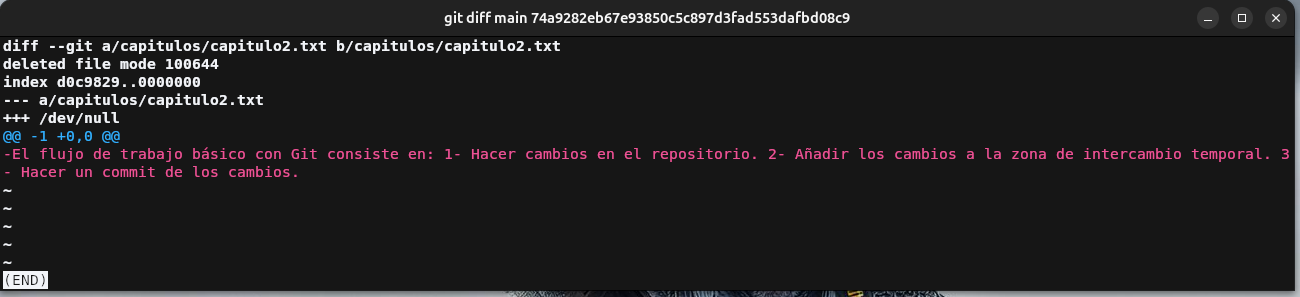 git diff main 74a9282eb67e93850c5c897d3fad553dafbd08c9
diff --git a/capitulos/capitulo2.txt b/capitulos/capitulo2.txt
deleted file mode 100644
index d0c9829..0000000
--- a/capitulos/capitulo2.txt
+++ /dev/null
@@ -1 +0,0 @@
-El flujo de trabajo básico con Git consiste en: 1- Hacer cambios en el repositorio. 2- Añadir los cambios a la zona de intercambio temporal. 3
- Hacer un commit de los cambios.
~
~
~
~
~
(END)